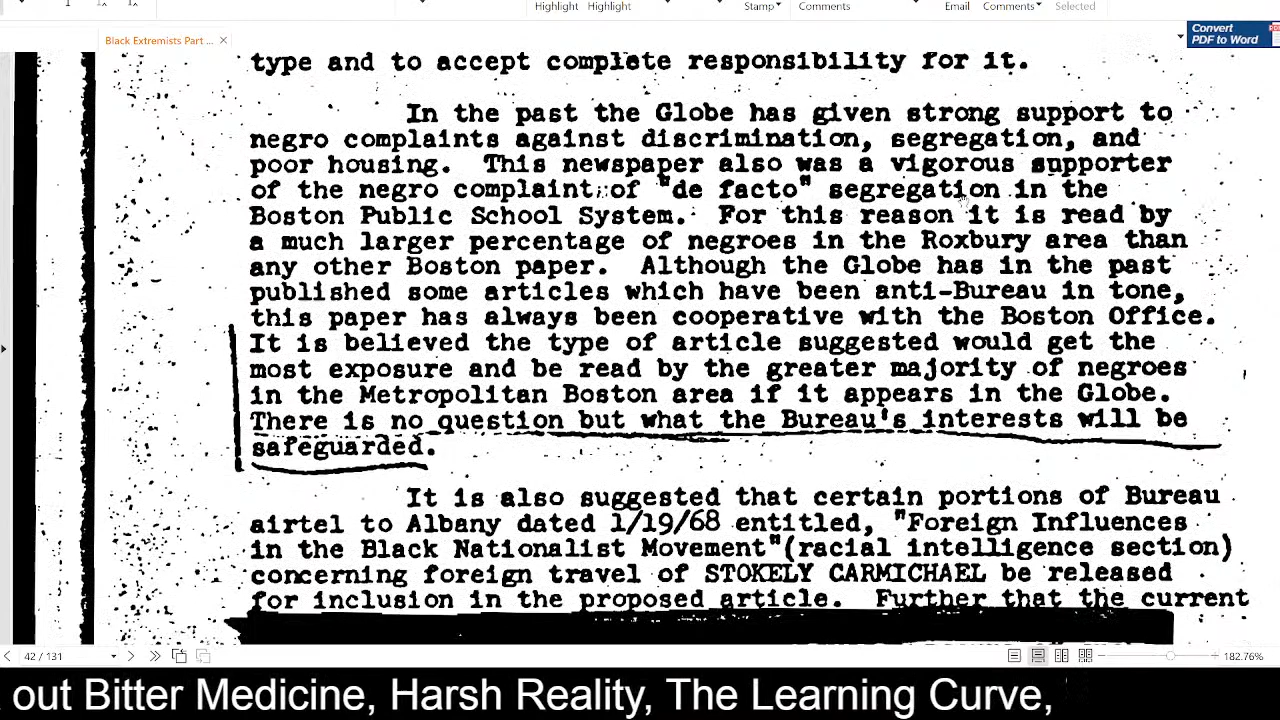 Highlight Highlight Stamp Comments Email Comments Selected
Black Extremists Part ...
Convert
PDF to Word
type and to accept complete responsibility for it.
In the past the Globe has given strong support to
negro complaints against discrimination, segregation, and
poor housing. This newspaper also was a vigorous supporter
of the negro complaint of "de facto" segregation in the
Boston Public School System. For this reason it is read by
a much larger percentage of negroes in the Roxbury area than
any other Boston paper. Although the Globe has in the past
published some articles which have been anti-Bureau in tone,
this paper has always been cooperative with the Boston Office.
It is believed the type of article suggested would get the
most exposure and be read by the greater majority of negroes
in the Metropolitan Boston area if it appears in the Globe.
There is no question but what the Bureau's interests will be
safeguarded.
It is also suggested that certain portions of Bureau
airtel to Albany dated 1/19/68 entitled, "Foreign Influences
in the Black Nationalist Movement"(racial intelligence section)
concerning foreign travel of STOKELY CARMICHAEL be released
for inclusion in the proposed article. Further that the current
42 / 131
182.76%
out Bitter Medicine, Harsh Reality, The Learning Curve,